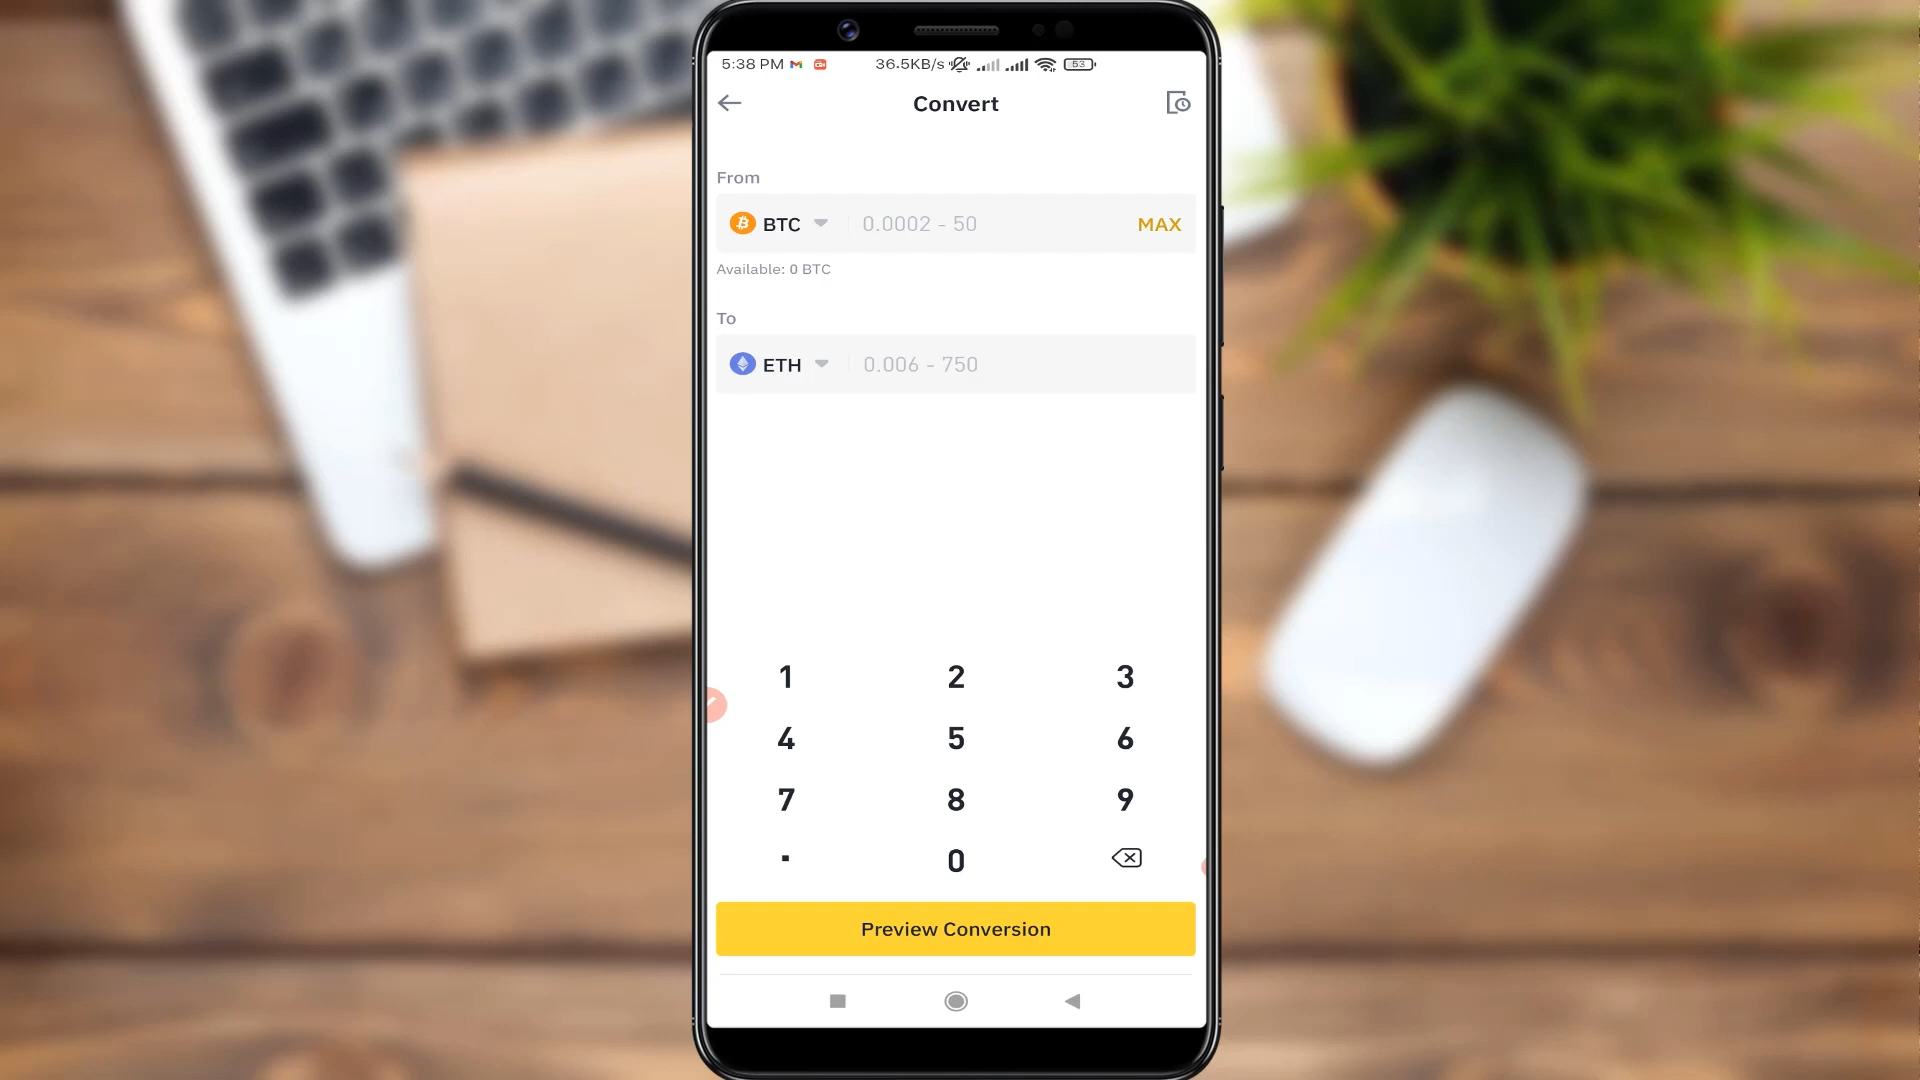 5:38 PM 36.5KB/s 53
Convert
From
BTC 0.0002 - 50 MAX
Available: 0 BTC
To
ETH 0.006 - 750
1 2 3
4 5 6
7 8 9
. 0
Preview Conversion